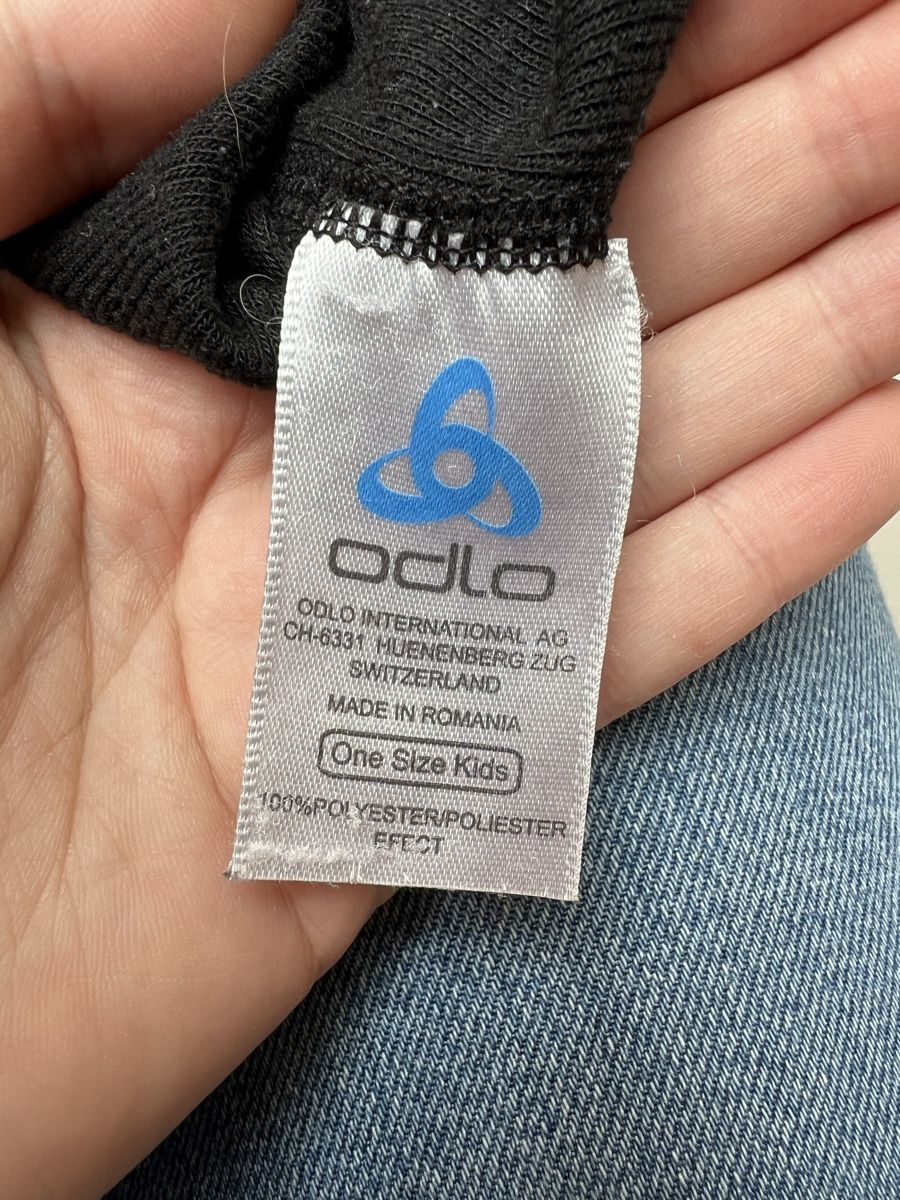 odlo
ODLO INTERNATIONAL AG
CH-6331 HUENENBERG ZUG
SWITZERLAND
MADE IN ROMANIA
One Size Kids
100%POLYESTER/POLIESTER
EFECT